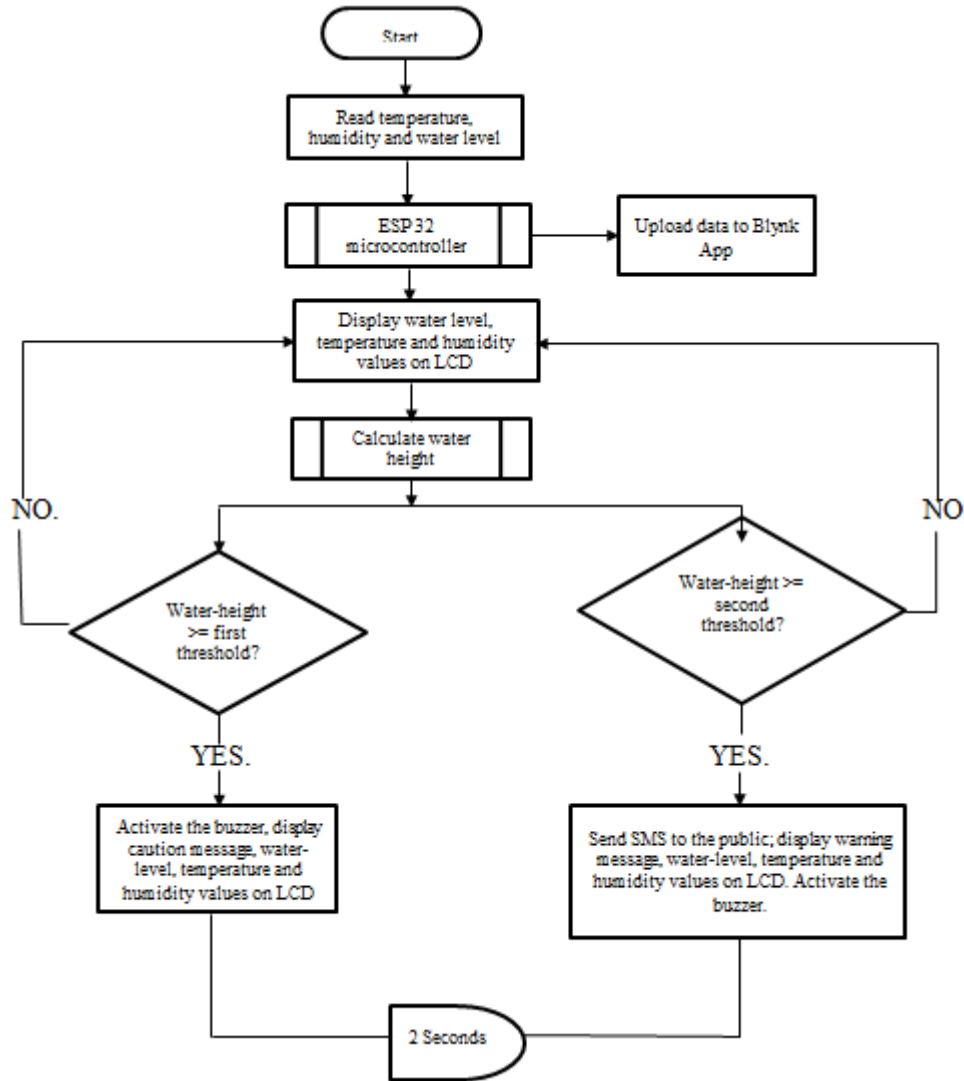 Start
Read temperature,
humidity and water level
ESP 32
microcontroller
Upload data to Blynk
App
Display water level,
temperature and humidity
values on LCD
Calculate water
height
NO.
NO
Water-height
>= first
threshold?
Water-height >=
second
threshold?
YES.
YES.
Activate the buzzer, display
caution message, water-
level, temperature and
humidity values on LCD
Send SMS to the public; display warning
message, water-level, temperature and
humidity values on LCD. Activate the
buzzer.
2 Seconds